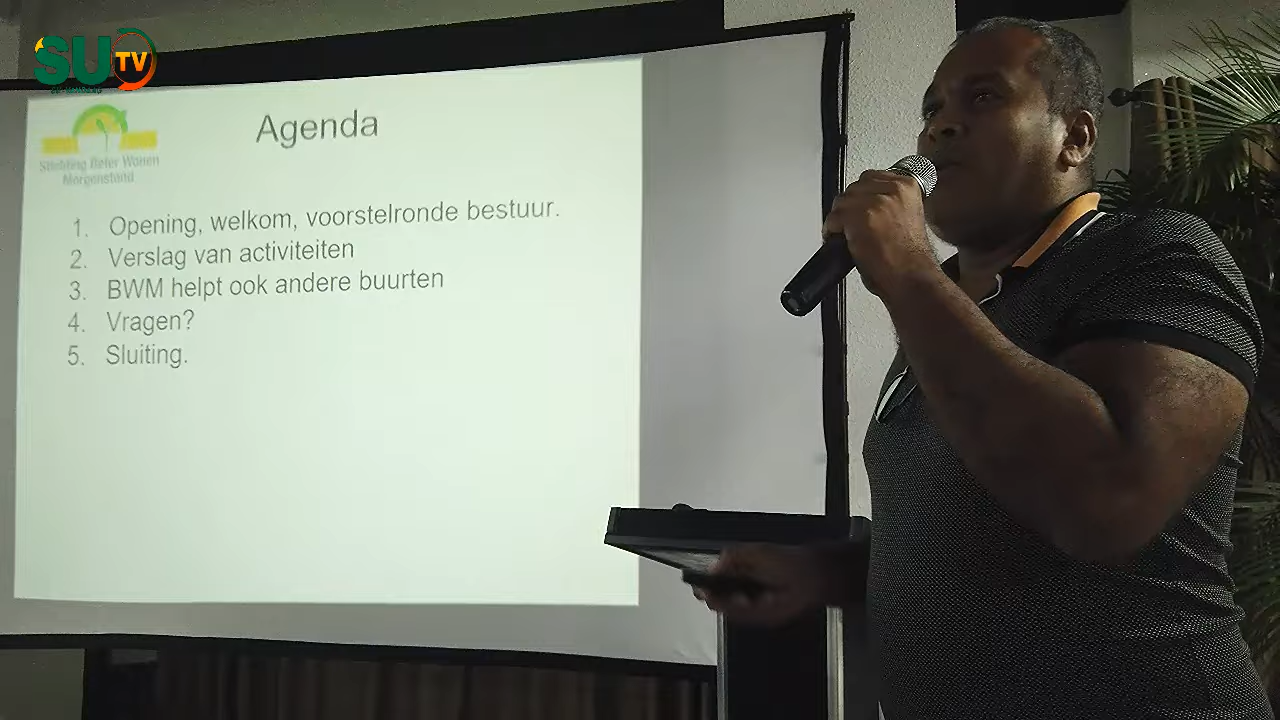 SU TV
Agenda
Stichting Beter Wonen
Morgenstand
1. Opening, welkom, voorstelronde bestuur.
2. Verslag van activiteiten
3. BWM helpt ook andere buurten
4. Vragen?
5. Sluiting.